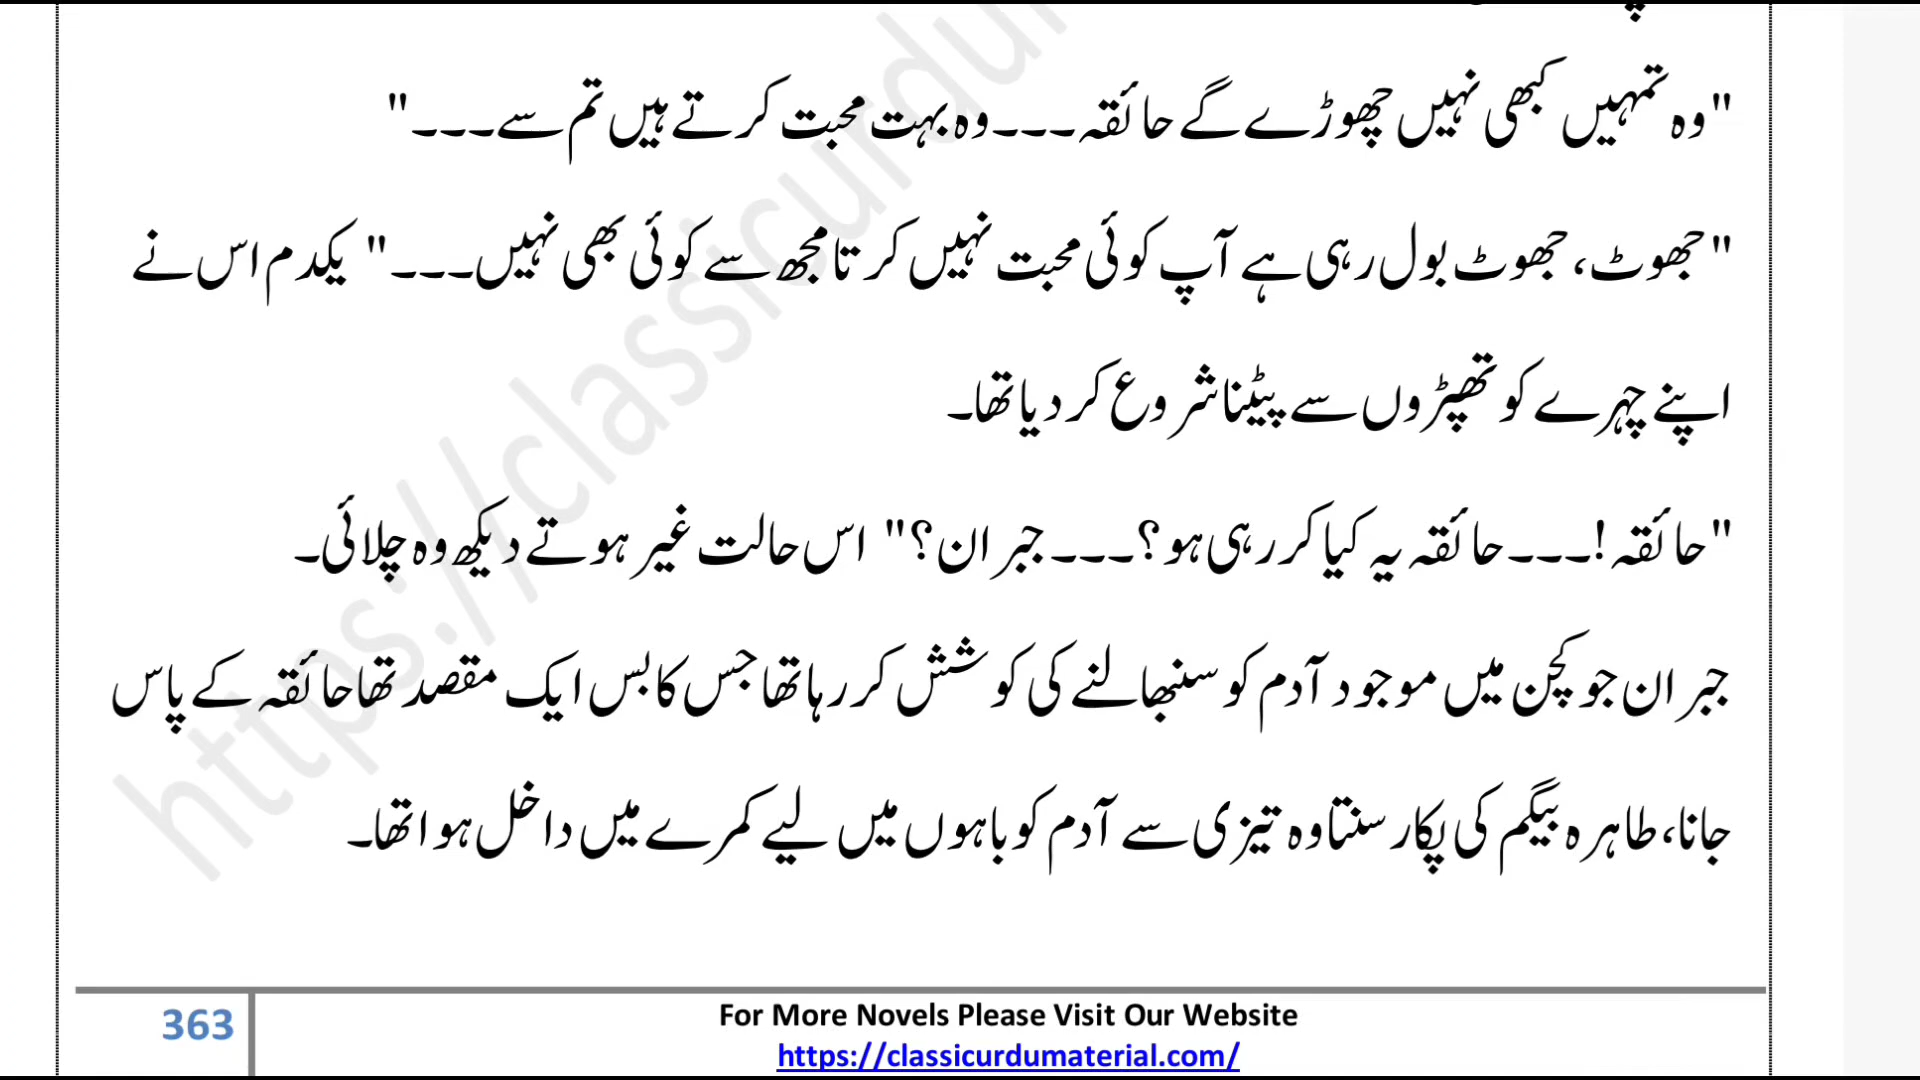 "وہ تمہیں کبھی نہیں چھوڑے گے حائقہ۔۔۔وہ بہت محبت کرتے ہیں تم سے۔۔۔"
"جھوٹ، جھوٹ بول رہی ہے آپ کوئی محبت نہیں کرتا مجھ سے کوئی بھی نہیں۔۔۔" یکدم اس نے
اپنے چہرے کو تھپڑوں سے پیٹنا شروع کر دیا تھا۔
"حائقہ!۔۔۔حائقہ یہ کیا کر رہی ہو؟۔۔۔جبران؟" اس حالت غیر ہوتے دیکھ وہ چلائی۔
جبران جو کچن میں موجود آدم کو سنبھالنے کی کوشش کر رہا تھا جس کا بس ایک مقصد تھا حائقہ کے پاس
جانا، طاہرہ بیگم کی پکار سنتا وہ تیزی سے آدم کو باہوں میں لیے کمرے میں داخل ہوا تھا۔
363
For More Novels Please Visit Our Website
https://classicurdumaterial.com/
https://classicurdu